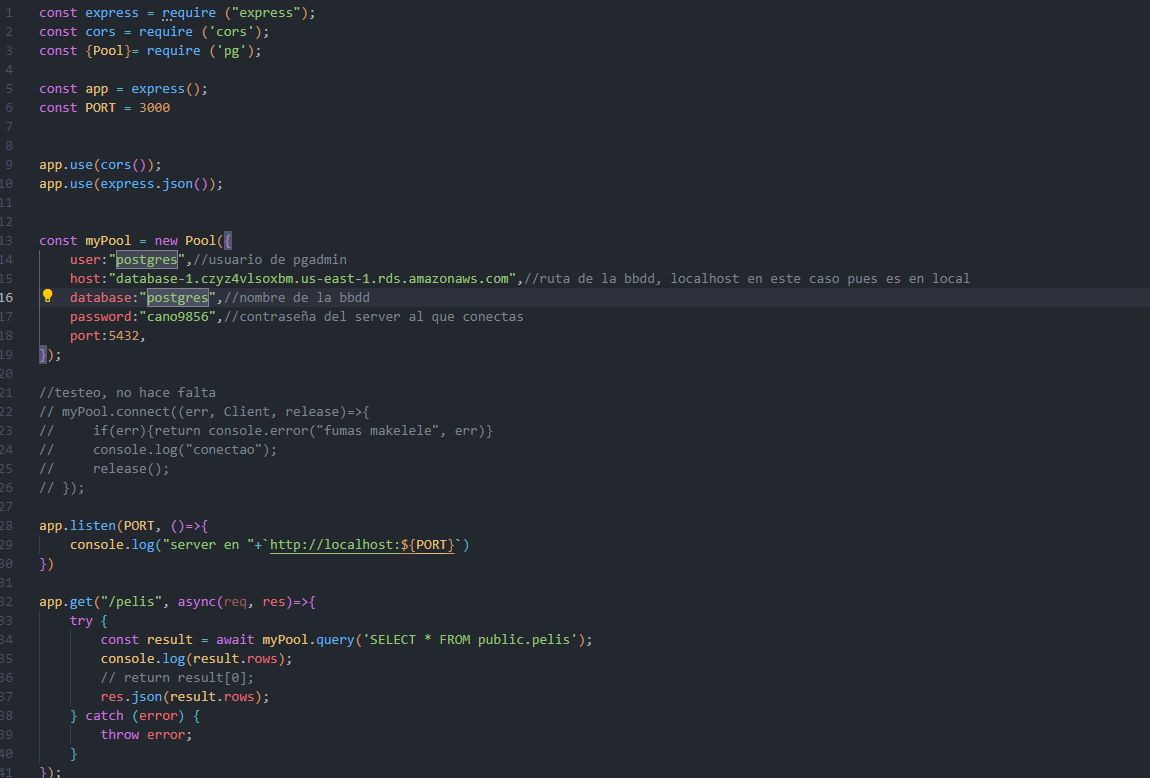 1 const express = require ("express");
2 const cors = require ('cors');
3 const {Pool}= require ('pg');
4
5 const app = express();
6 const PORT = 3000
7
8
9 app.use(cors());
10 app.use(express.json());
11
12
13 const myPool = new Pool({
14 user:"postgres",//usuario de pgadmin
15 host:"database-1.czyz4vlsoxbm.us-east-1.rds.amazonaws.com",//ruta de la bbdd, localhost en este caso pues es en local
16 database:"postgres",//nombre de la bbdd
17 password:"cano9856",//contraseña del server al que conectas
18 port:5432,
19 });
20
21 //testeo, no hace falta
22 // myPool.connect((err, Client, release)=>{
23 // if(err){return console.error("fumas makelele", err)}
24 // console.log("conectao");
25 // release();
26 // });
27
28 app.listen(PORT, ()=>{
29 console.log("server en "+`http://localhost:${PORT}`)
30 })
31
32 app.get("/pelis", async(req, res)=>{
33 try {
34 const result = await myPool.query('SELECT * FROM public.pelis');
35 console.log(result.rows);
36 // return result[0];
37 res.json(result.rows);
38 } catch (error) {
39 throw error;
40 }
41 });